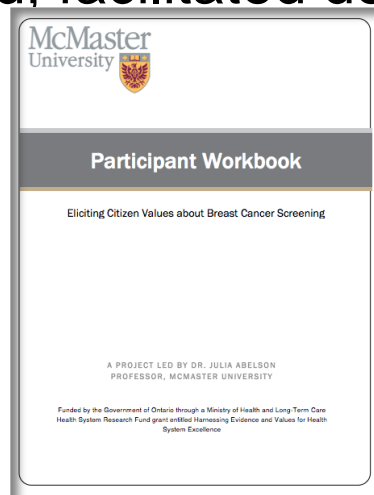 d, facilitated de
McMaster
University
Participant Workbook
Eliciting Citizen Values about Breast Cancer Screening
A PROJECT LED BY DR. JULIA ABELSON
PROFESSOR, MCMASTER UNIVERSITY
Funded by the Government of Ontario through a Ministry of Health and Long-Term Care
Health System Research Fund grant entitled Harnessing Evidence and Values for Health
System Excellence